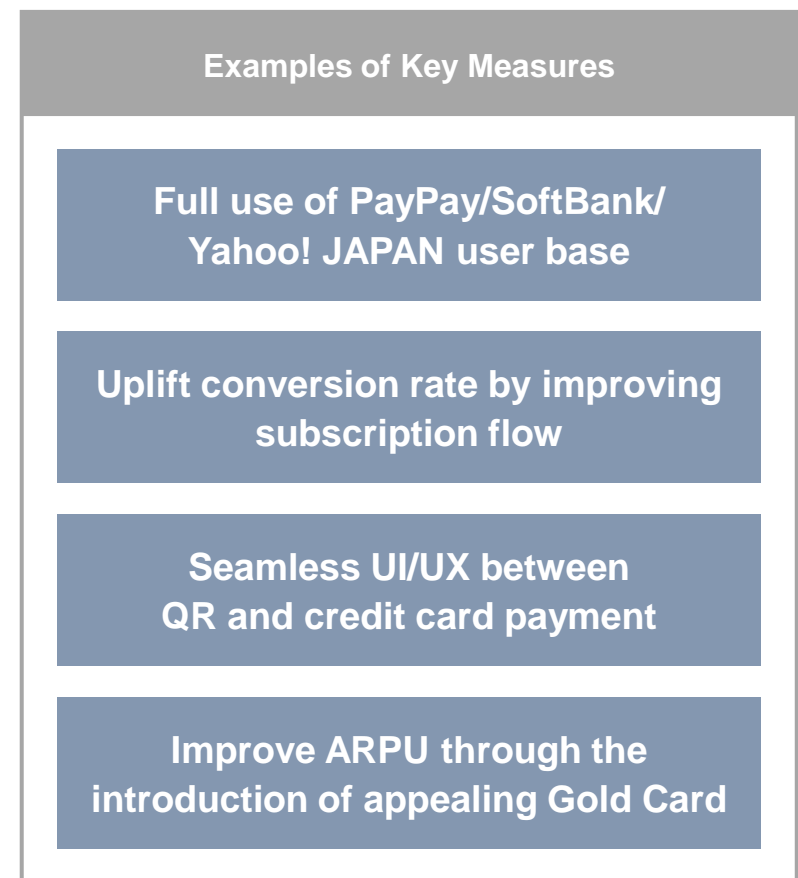 Examples of Key Measures
Full use of PayPay/SoftBank/
Yahoo! JAPAN user base
Uplift conversion rate by improving
subscription flow
Seamless UI/UX between
QR and credit card payment
Improve ARPU through the
introduction of appealing Gold Card